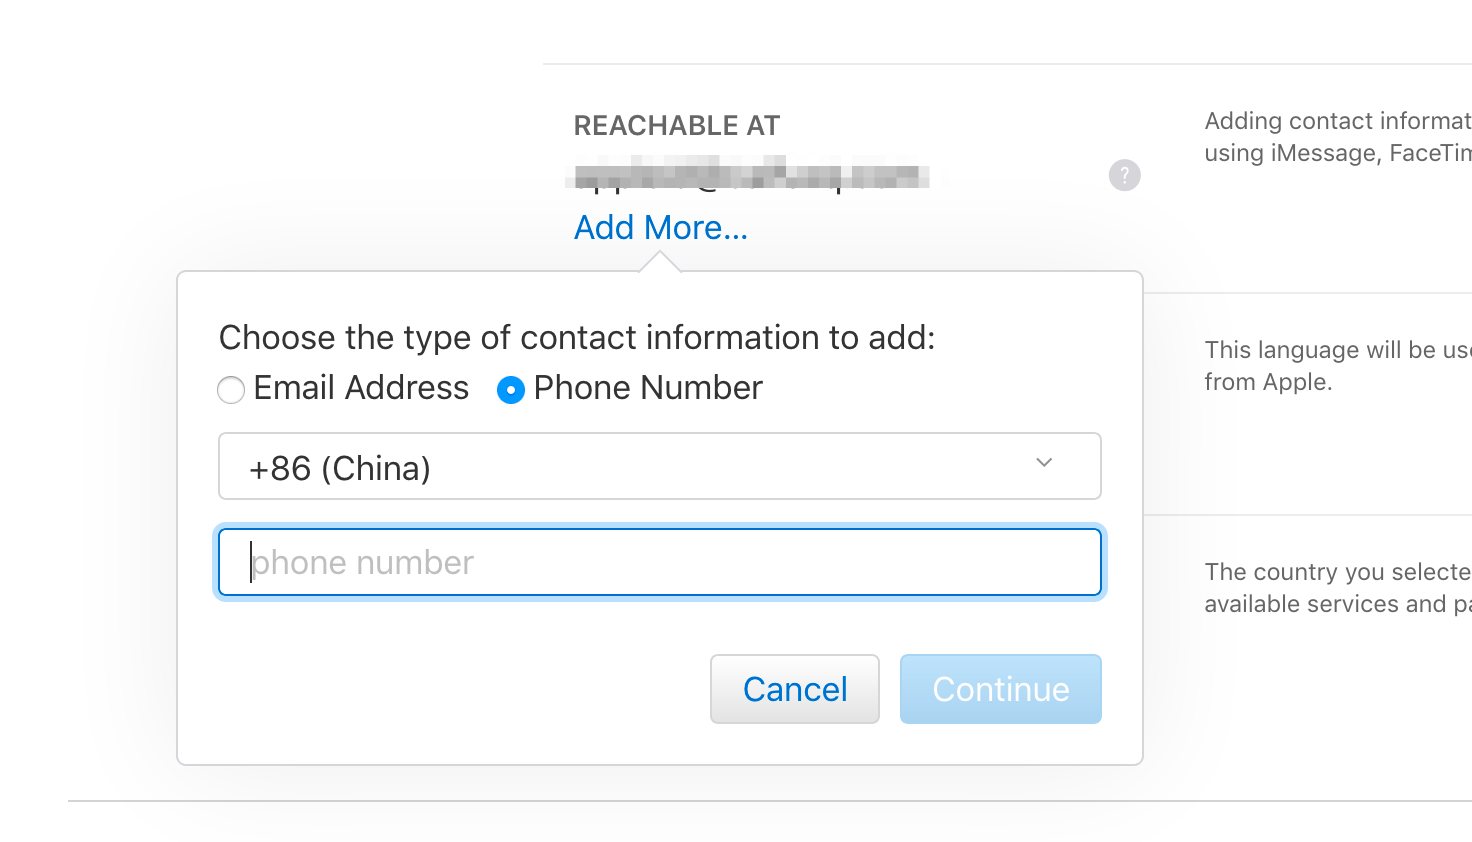 REACHABLE AT
Add More...
?
Adding contact informat
using iMessage, FaceTim
Choose the type of contact information to add:
Email Address Phone Number
+86 (China)
phone number
Cancel Continue
This language will be use
from Apple.
The country you selecte
available services and pa